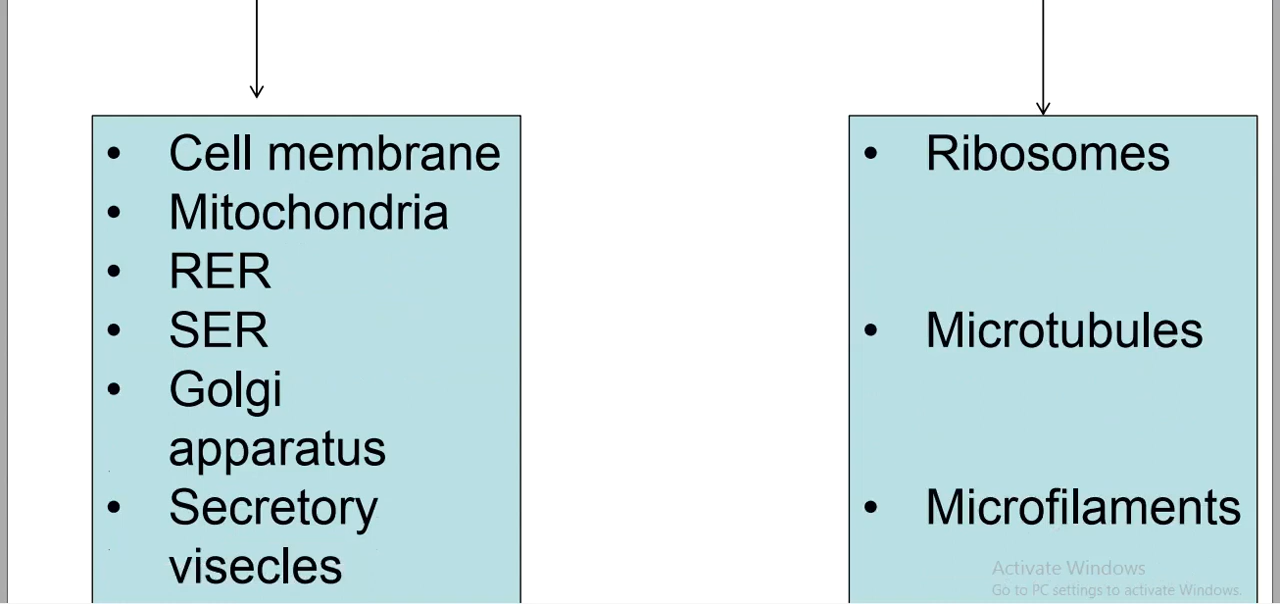 • Cell membrane
• Mitochondria
• RER
• SER
• Golgi
apparatus
• Secretory
visecles
• Ribosomes
• Microtubules
• Microfilaments
Activate Windows
Go to PC settings to activate Windows.